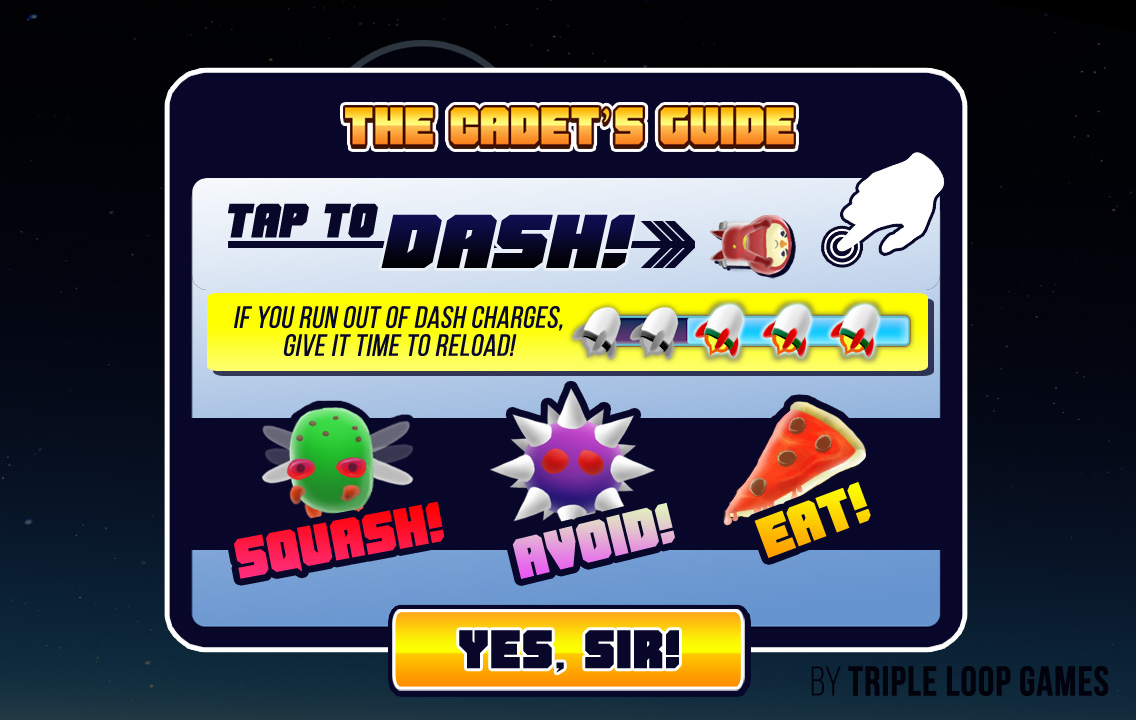 THE CADET'S GUIDE
TAP TO DASH!
IF YOU RUN OUT OF DASH CHARGES,
GIVE IT TIME TO RELOAD!
SQUASH!
AVOID!
EAT!
YES, SIR!
BY TRIPLE LOOP GAMES